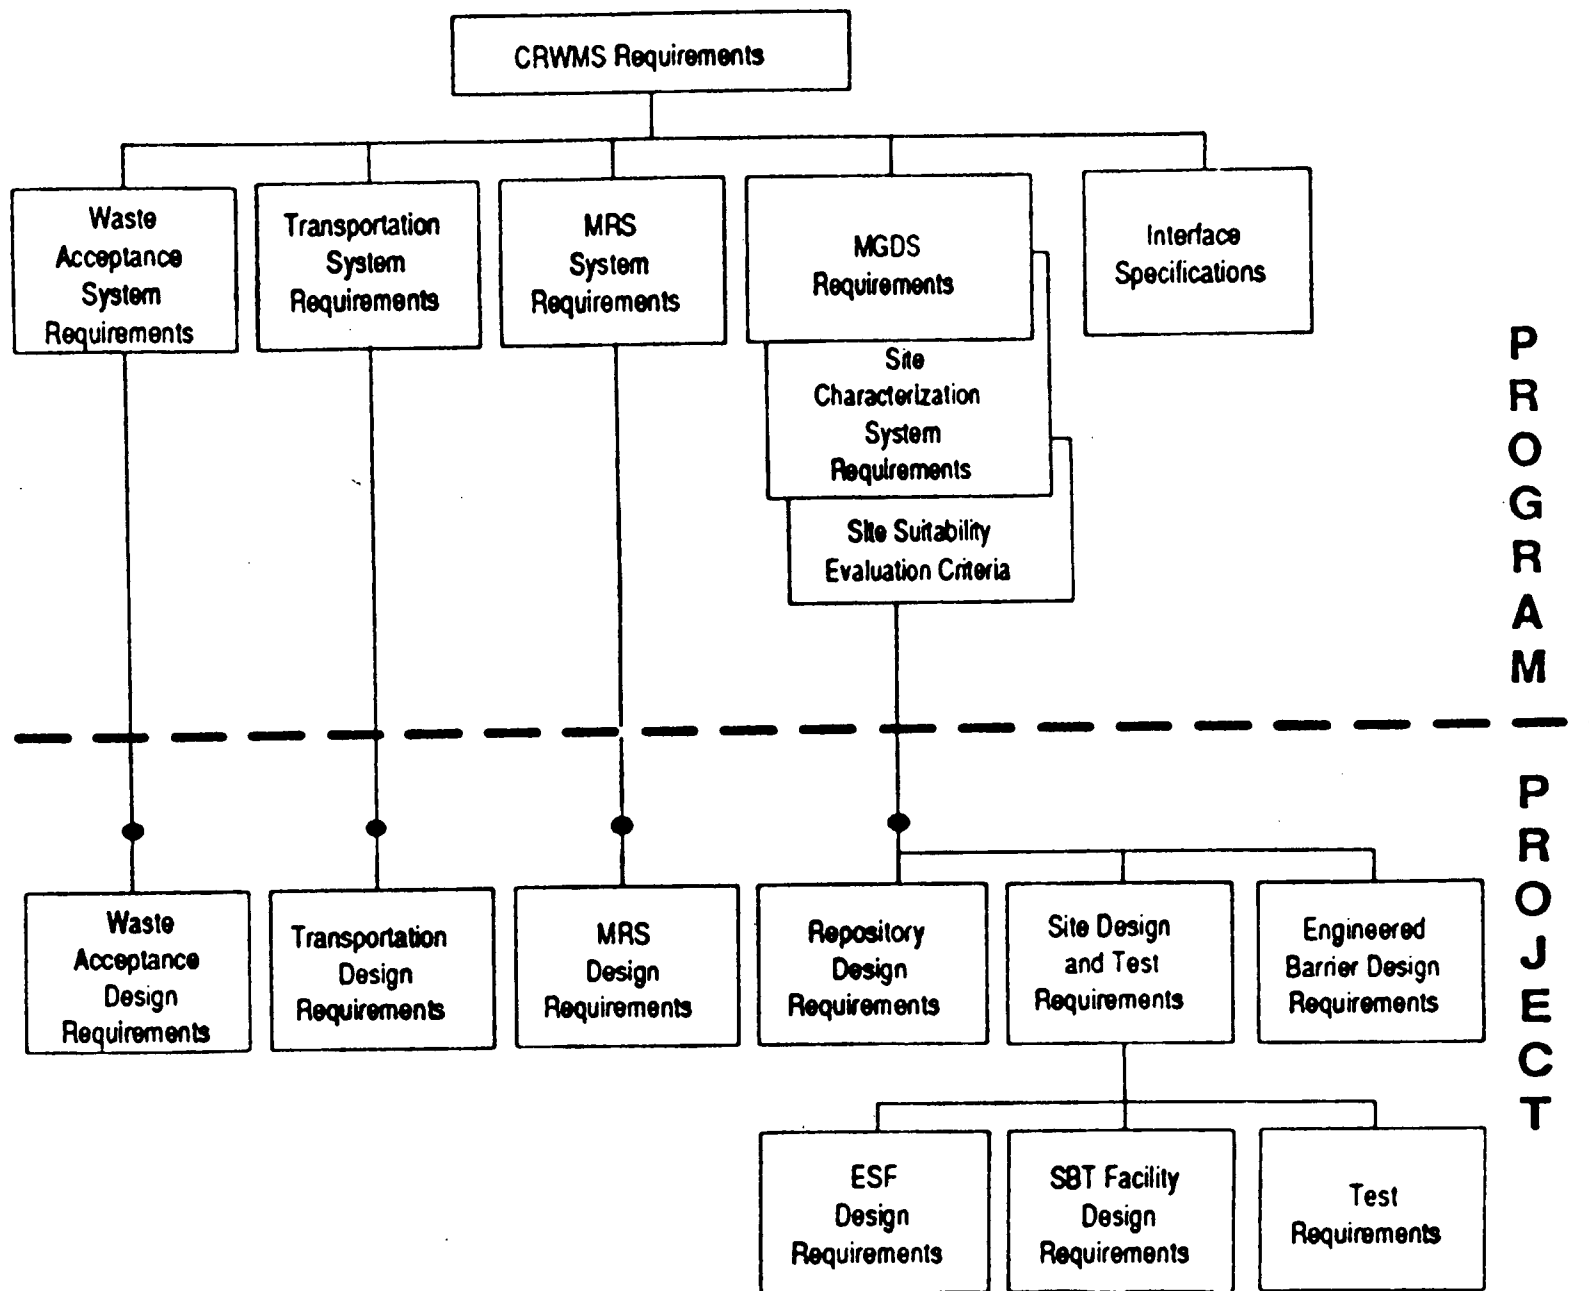 CRWMS Requirements
Waste
Acceptance
System
Requirements
Transportation
System
Requirements
MRS
System
Requirements
MGDS
Requirements
Interface
Specifications
Site
Characterization
System
Requirements
Site Suitability
Evaluation Criteria
PROGRAM
Waste
Acceptance
Design
Requirements
Transportation
Design
Requirements
MRS
Design
Requirements
Repository
Design
Requirements
Site Design
and Test
Requirements
Engineered
Barrier Design
Requirements
PROJECT
ESF
Design
Requirements
SBT Facility
Design
Requirements
Test
Requirements